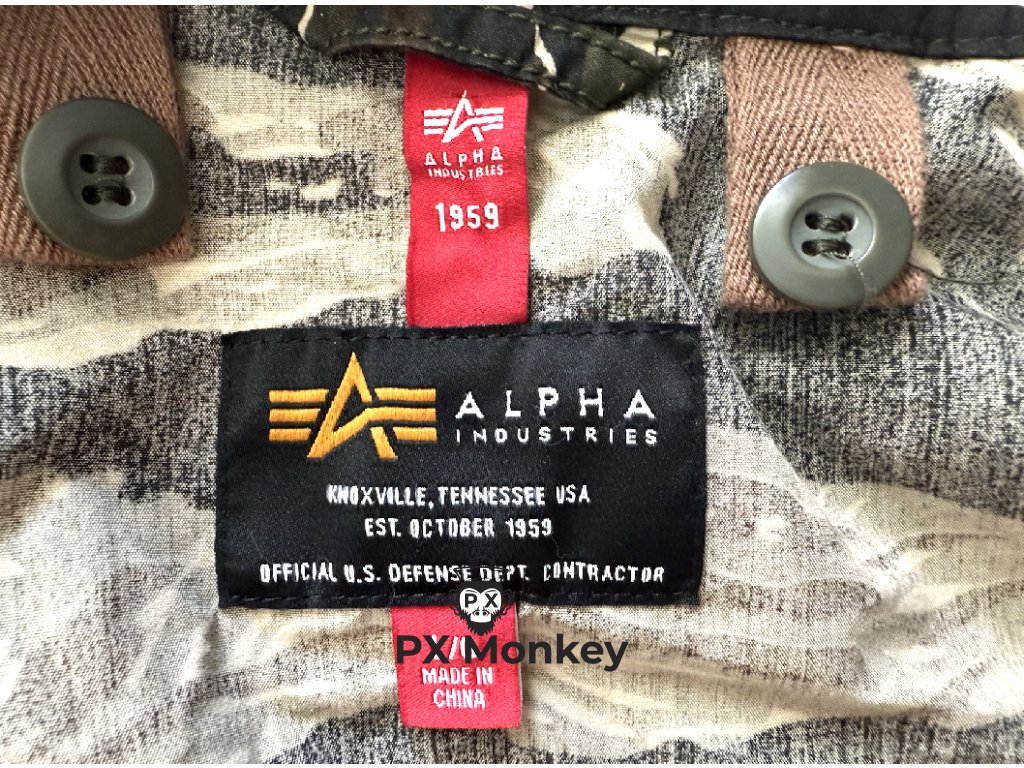 ALPHA
INDUSTRIES
1959
ALPHA
INDUSTRIES
KNOXVILLE, TENNESSEE USA
EST. OCTOBER 1959
OFFICIAL U.S. DEFENSE DEPT. CONTRACTOR
PX
PX Monkey
MADE IN
CHINA